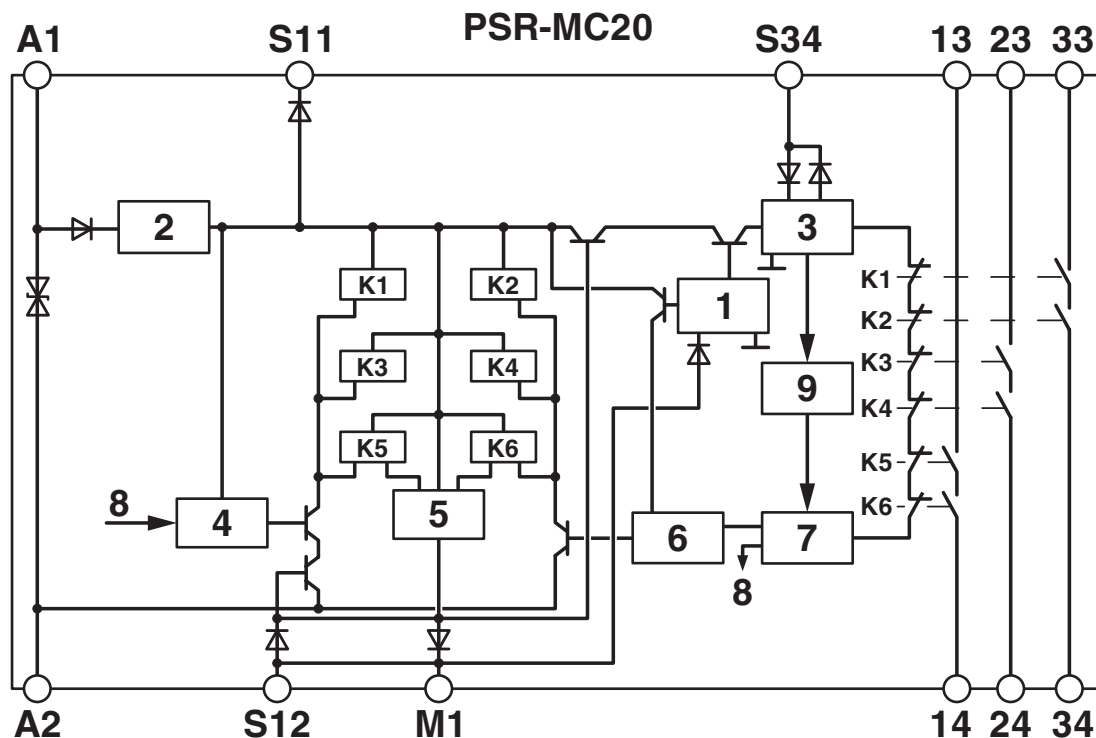 PSR-MC20
A1 S11 S34 13 23 33
2 3
K1 K2 1 K1
K2
K3 K4 9 K3
K4
K5 K6 K5
8 4 5 6 7 K6
8
A2 S12 M1 14 24 34